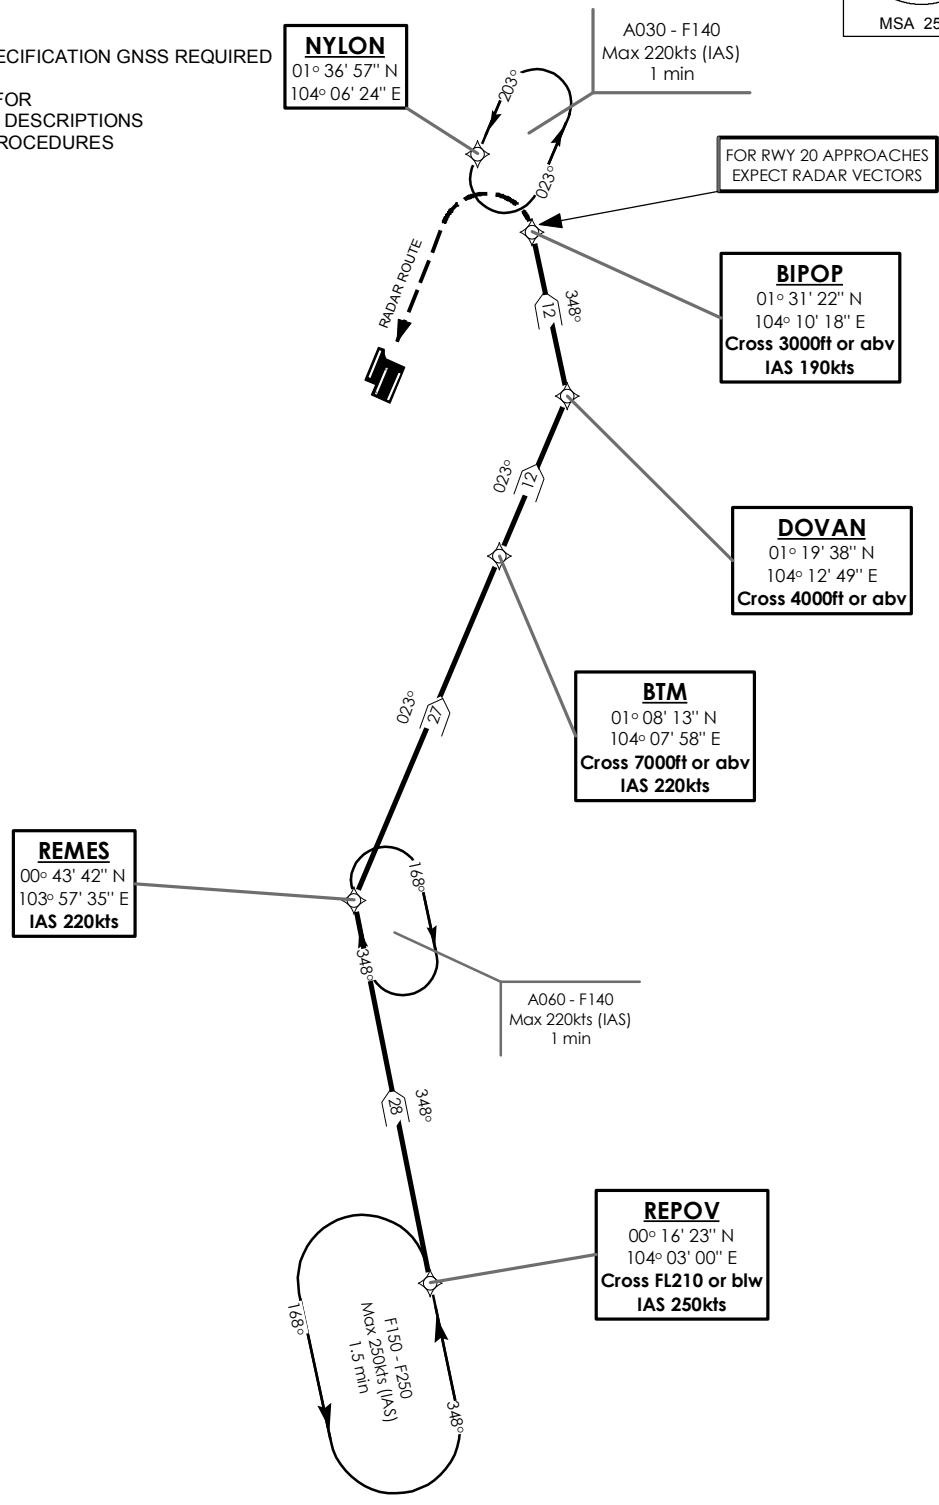 ECIFICATION GNSS REQUIRED
FOR
DESCRIPTIONS
ROCEDURES
NYLON
01° 36' 57" N
104° 06' 24" E
A030 - F140
Max 220kts (IAS)
1 min
MSA 25
203°
023°
FOR RWY 20 APPROACHES
EXPECT RADAR VECTORS
RADAR ROUTE
BIPOP
01° 31' 22" N
104° 10' 18" E
Cross 3000ft or abv
IAS 190kts
348°
12
023°
12
DOVAN
01° 19' 38" N
104° 12' 49" E
Cross 4000ft or abv
BTM
01° 08' 13" N
104° 07' 58" E
Cross 7000ft or abv
IAS 220kts
023°
27
REMES
00° 43' 42" N
103° 57' 35" E
IAS 220kts
168°
348°
A060 - F140
Max 220kts (IAS)
1 min
348°
28
REPOV
00° 16' 23" N
104° 03' 00" E
Cross FL210 or blw
IAS 250kts
168°
F150 - F250
Max 250kts (IAS)
1.5 min
348°